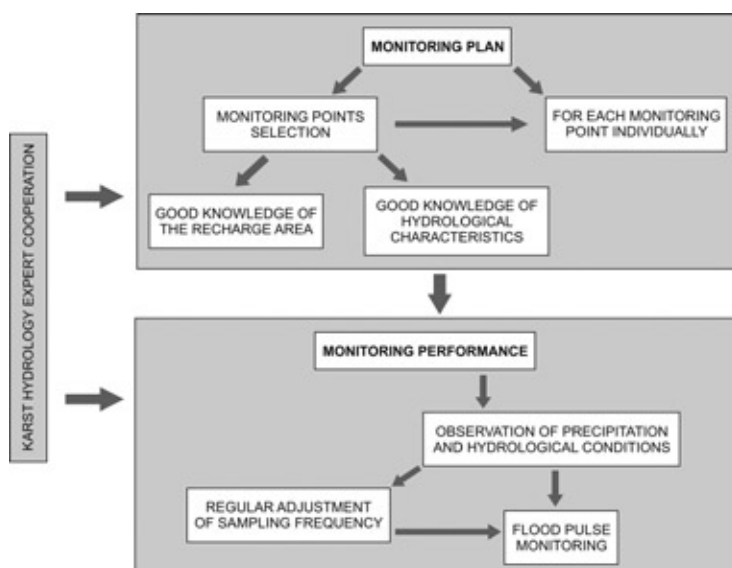 KARST HYDROLOGY EXPERT COOPERATION
MONITORING PLAN
MONITORING POINTS
SELECTION
FOR EACH MONITORING
POINT INDIVIDUALLY
GOOD KNOWLEDGE OF
THE RECHARGE AREA
GOOD KNOWLEDGE OF
HYDROLOGICAL
CHARACTERISTICS
MONITORING PERFORMANCE
OBSERVATION OF PRECIPITATION
AND HYDROLOGICAL CONDITIONS
REGULAR ADJUSTMENT
OF SAMPLING FREQUENCY
FLOOD PULSE
MONITORING